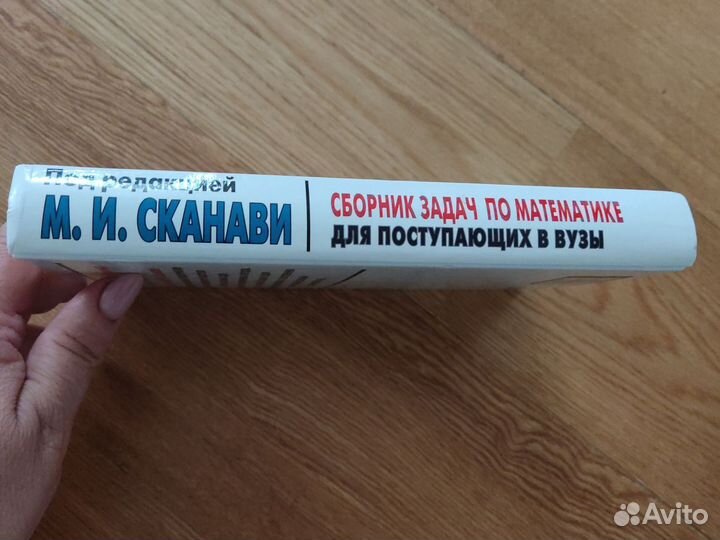 Под редакцией
М. И. СКАНАВИ
СБОРНИК ЗАДАЧ ПО МАТЕМАТИКЕ
ДЛЯ ПОСТУПАЮЩИХ В ВУЗЫ
Avito